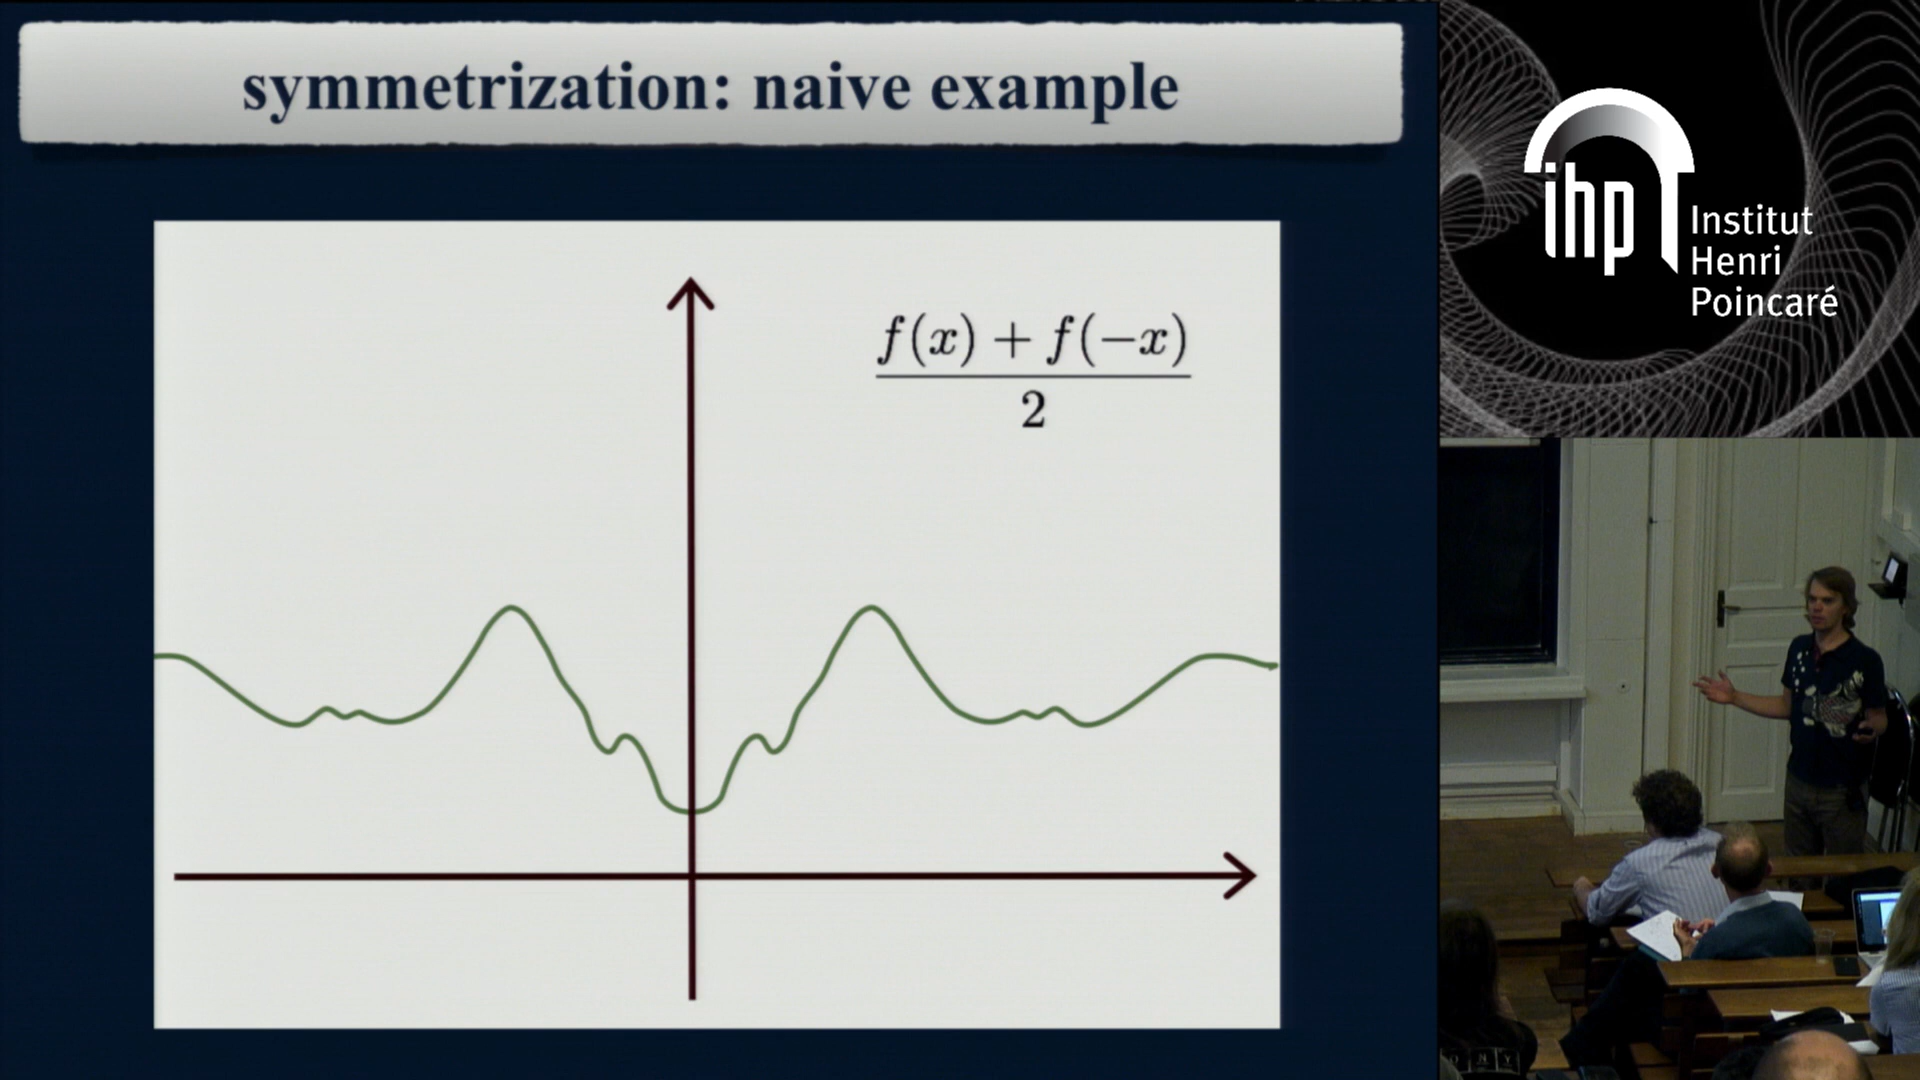 symmetrization: naive example
f(x) + f(−x)
2
ihp
Institut
Henri
Poincaré